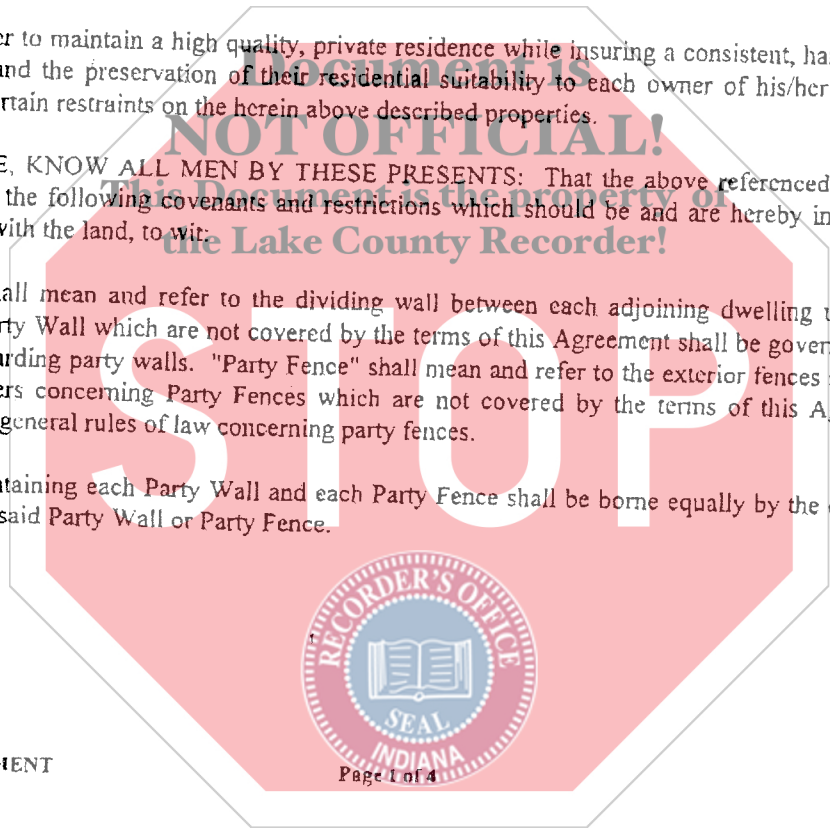 er to maintain a high quality, private residence while insuring a consistent, ha
Document is
and the preservation of their residential suitability to each owner of his/her
rtain restraints on the herein above described properties.
NOT OFFICIAL!
E, KNOW ALL MEN BY THESE PRESENTS: That the above referenced
This Document is the property of
the following covenants and restrictions which should be and are hereby in
with the land, to wit:
the Lake County Recorder!
all mean and refer to the dividing wall between each adjoining dwelling u
rty Wall which are not covered by the terms of this Agreement shall be gover
arding party walls. "Party Fence" shall mean and refer to the exterior fences
ers concerning Party Fences which are not covered by the terms of this A
general rules of law concerning party fences.
STOP
ntaining each Party Wall and each Party Fence shall be borne equally by the
said Party Wall or Party Fence.
RECORDER'S OFFICE
SEAL
INDIANA
MENT
Page 1 of 4